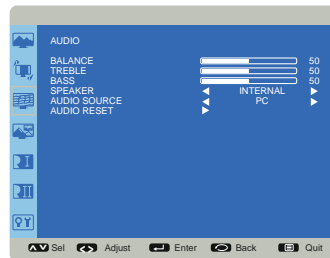 AUDIO
BALANCE 50
TREBLE 50
BASS 50
SPEAKER INTERNAL
AUDIO SOURCE PC
AUDIO RESET
Sel Adjust Enter Back Quit